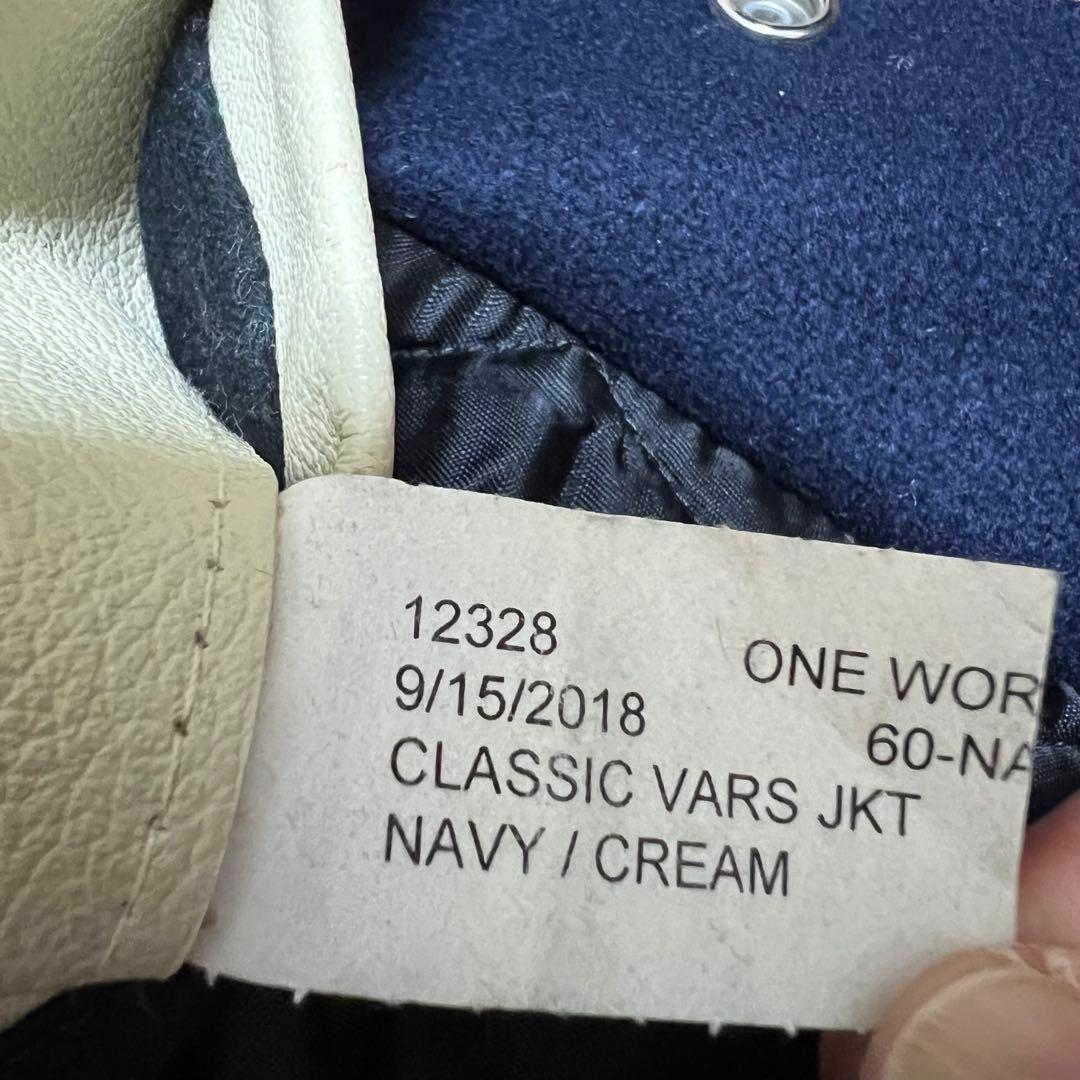 12328
ONE WOR
9/15/2018
60-NA
CLASSIC VARS JKT
NAVY / CREAM